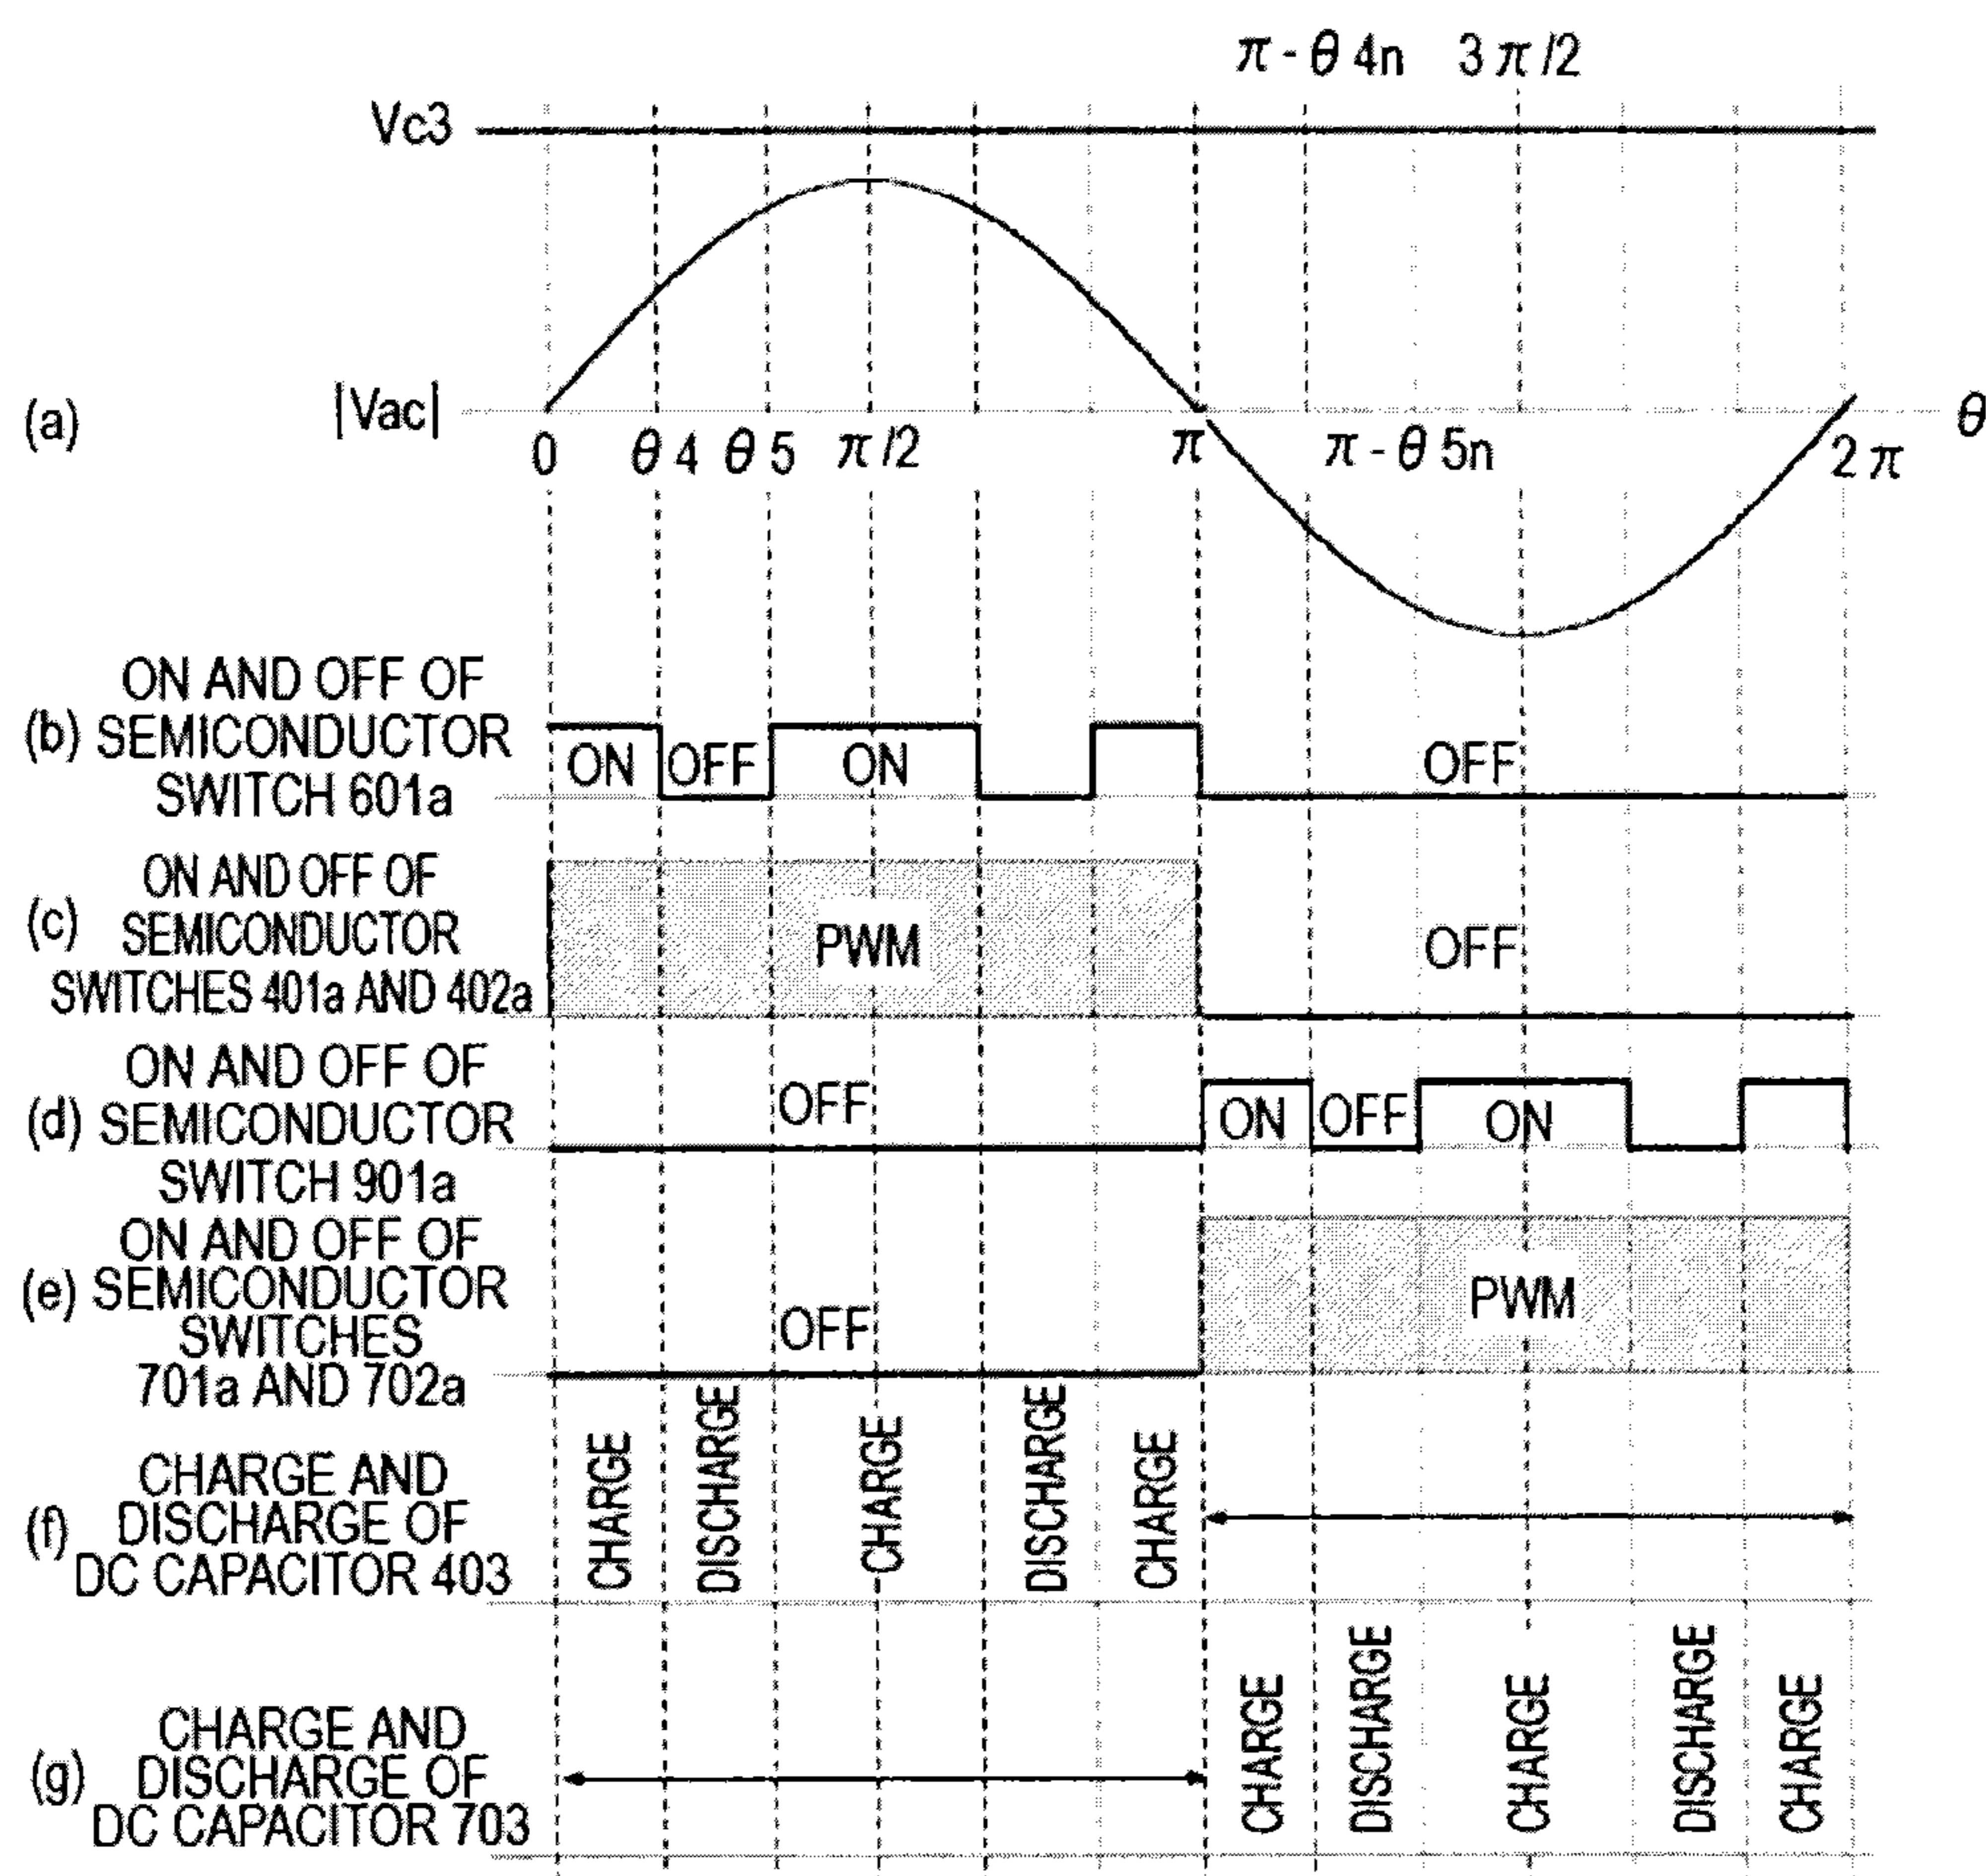 π - θ 4n 3 π /2
Vc3
(a) |Vac| θ
0 θ 4 θ 5 π /2 π π - θ 5n 2 π
(b) ON AND OFF OF
SEMICONDUCTOR
SWITCH 601a
ON OFF ON OFF
(c) ON AND OFF OF
SEMICONDUCTOR
SWITCHES 401a AND 402a
PWM OFF
(d) ON AND OFF OF
SEMICONDUCTOR
SWITCH 901a
OFF ON OFF ON
(e) ON AND OFF OF
SEMICONDUCTOR
SWITCHES
701a AND 702a
OFF PWM
(f) CHARGE AND
DISCHARGE OF
DC CAPACITOR 403
CHARGE
DISCHARGE
CHARGE
DISCHARGE
CHARGE
(g) CHARGE AND
DISCHARGE OF
DC CAPACITOR 703
CHARGE
DISCHARGE
CHARGE
DISCHARGE
CHARGE